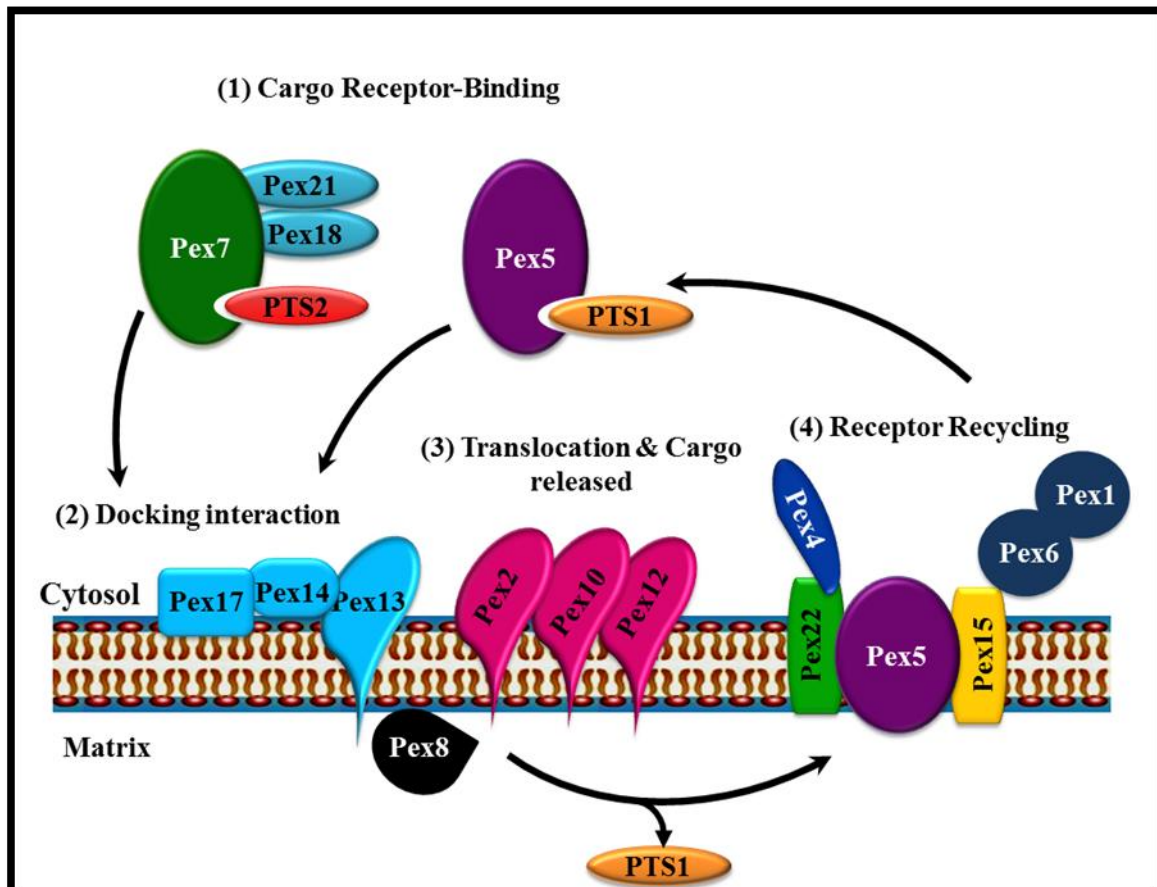 (1) Cargo Receptor-Binding
Pex21
Pex18
Pex7
PTS2
Pex5
PTS1
(4) Receptor Recycling
(3) Translocation & Cargo
released
(2) Docking interaction
Pex4
Pex1
Pex6
Cytosol
Pex17
Pex14
Pex13
Pex2
Pex10
Pex12
Pex22
Pex5
Pex15
Matrix
Pex8
PTS1